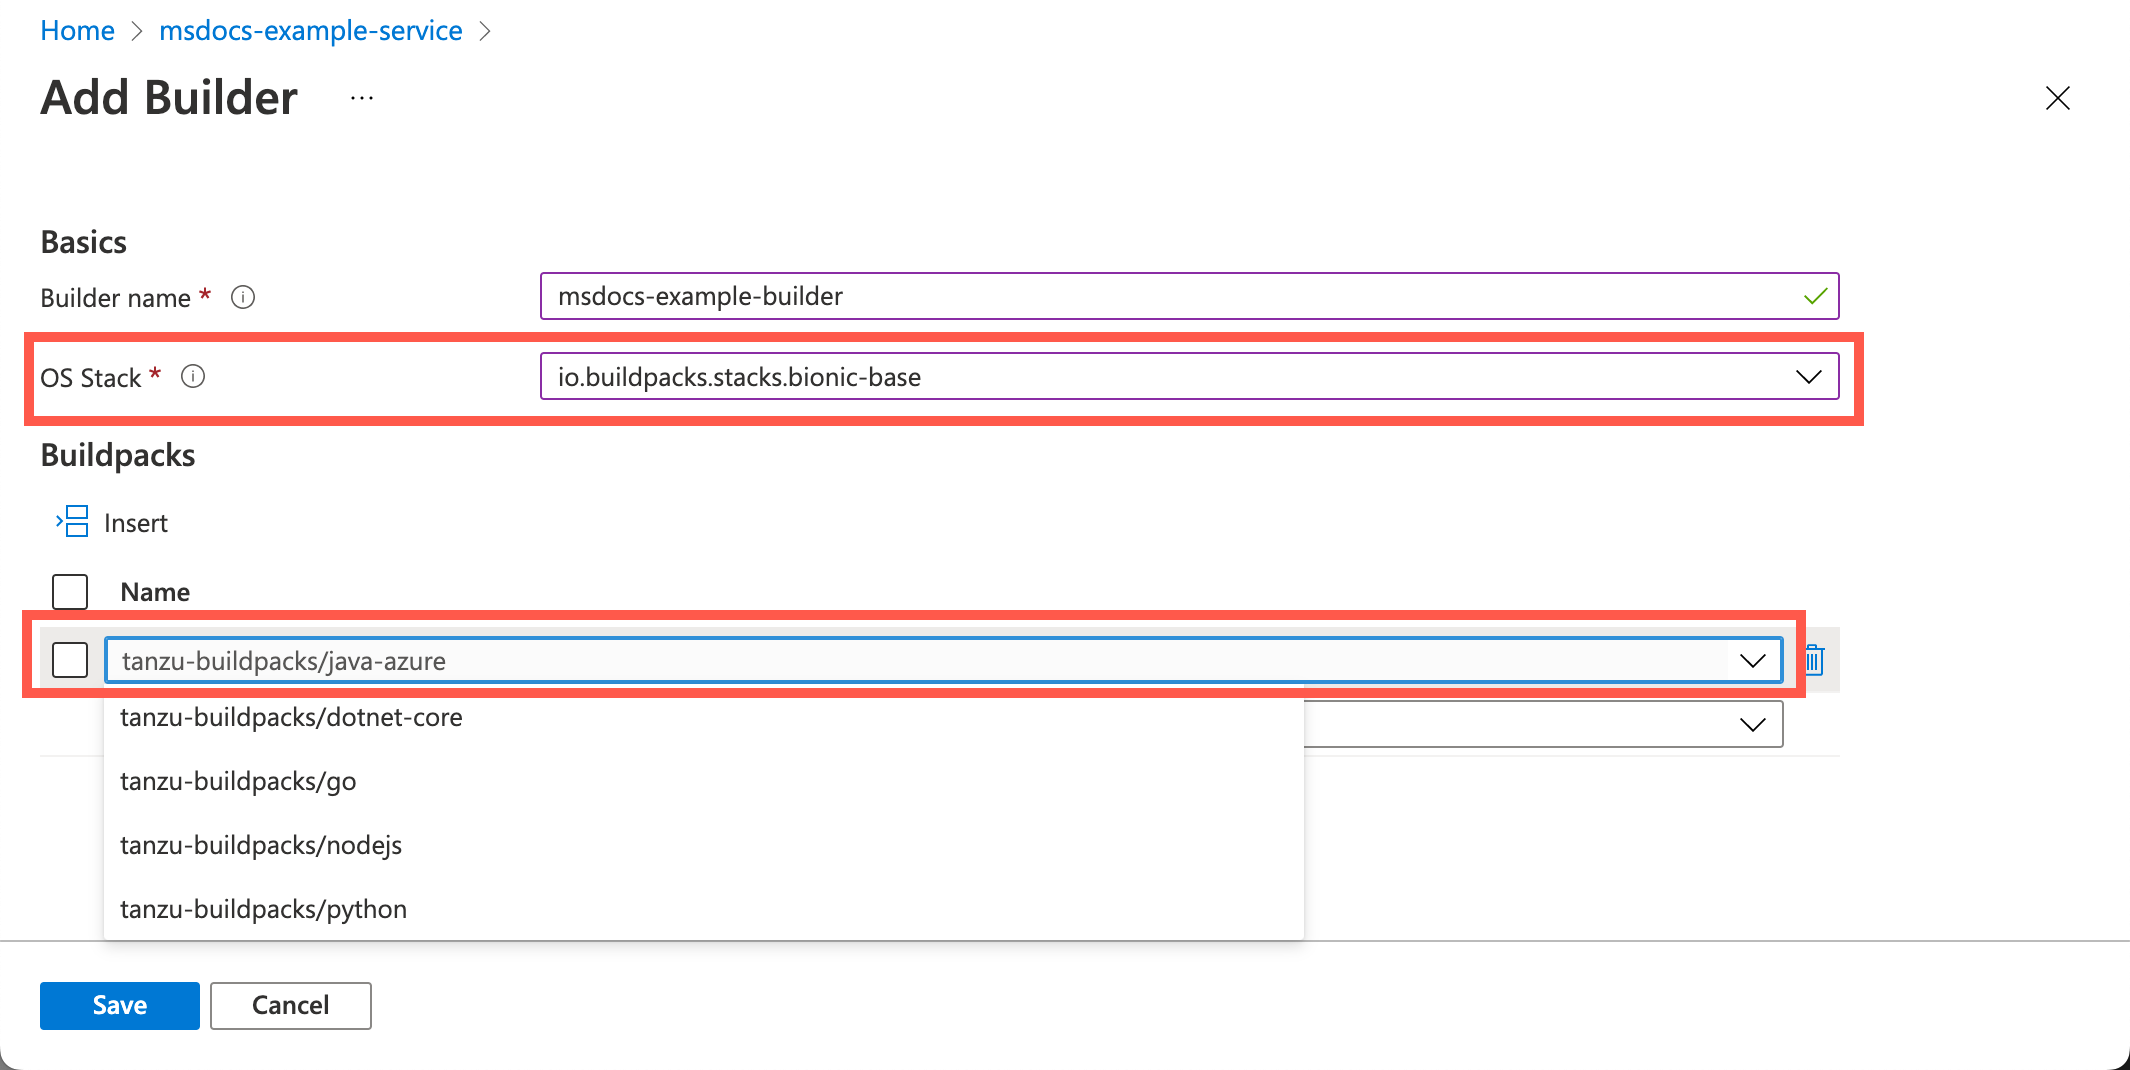 Home > msdocs-example-service >
Add Builder ...
Basics
Builder name * msdocs-example-builder
OS Stack * io.buildpacks.stacks.bionic-base
Buildpacks
Insert
Name
tanzu-buildpacks/java-azure
tanzu-buildpacks/dotnet-core
tanzu-buildpacks/go
tanzu-buildpacks/nodejs
tanzu-buildpacks/python
Save Cancel